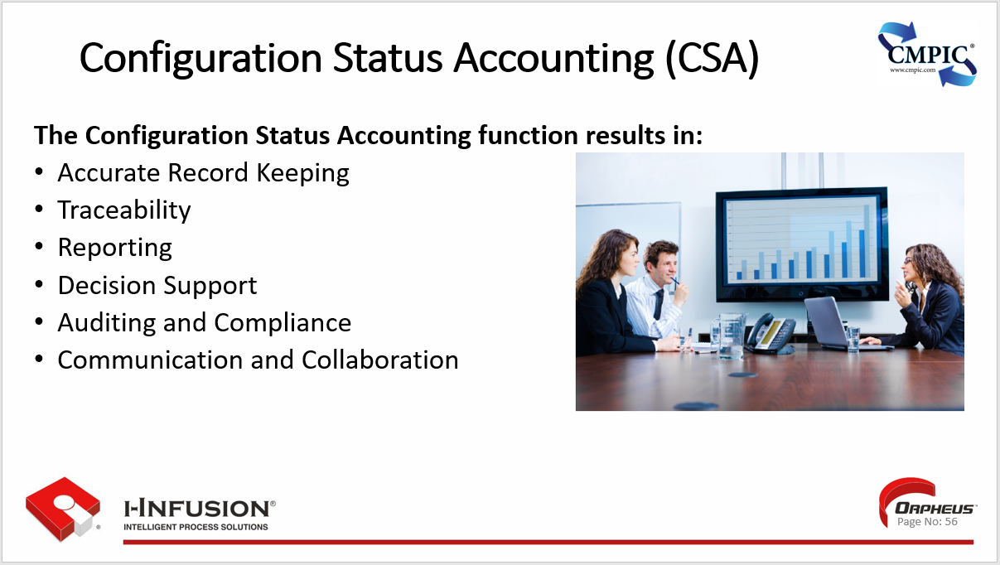 Configuration Status Accounting (CSA)
CMPIC®
www.cmpic.com
The Configuration Status Accounting function results in:
• Accurate Record Keeping
• Traceability
• Reporting
• Decision Support
• Auditing and Compliance
• Communication and Collaboration
I-INFUSION®
INTELLIGENT PROCESS SOLUTIONS
®
ORPHEUS™
Page No: 56